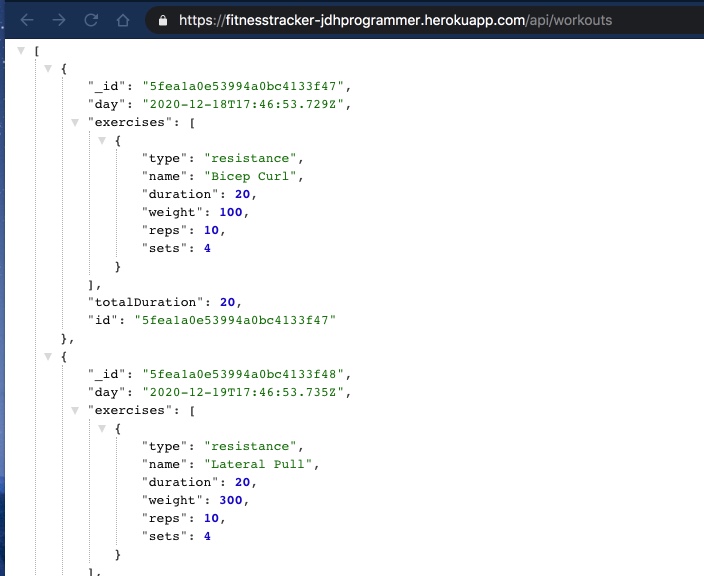 https://fitnesstracker-jdhprogrammer.herokuapp.com/api/workouts
[
{
"_id": "5fea1a0e53994a0bc4133f47",
"day": "2020-12-18T17:46:53.729Z",
"exercises": [
{
"type": "resistance",
"name": "Bicep Curl",
"duration": 20,
"weight": 100,
"reps": 10,
"sets": 4
}
],
"totalDuration": 20,
"id": "5fea1a0e53994a0bc4133f47"
},
{
"_id": "5fea1a0e53994a0bc4133f48",
"day": "2020-12-19T17:46:53.735Z",
"exercises": [
{
"type": "resistance",
"name": "Lateral Pull",
"duration": 20,
"weight": 300,
"reps": 10,
"sets": 4
}
],